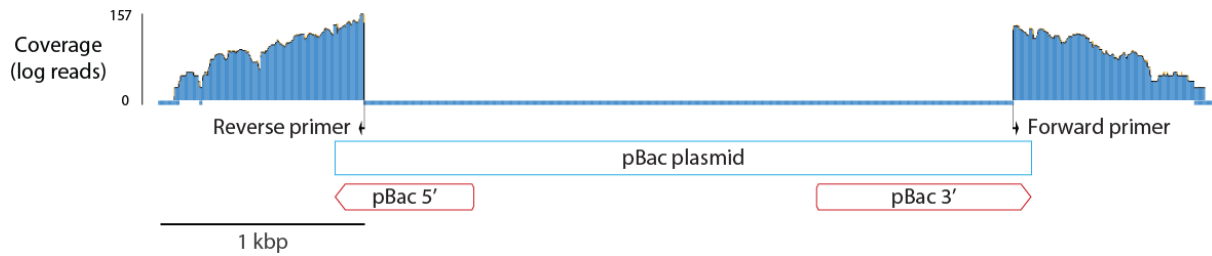 157
Coverage
(log reads)
0
Reverse primer
Forward primer
pBac plasmid
pBac 5′
pBac 3′
1 kbp